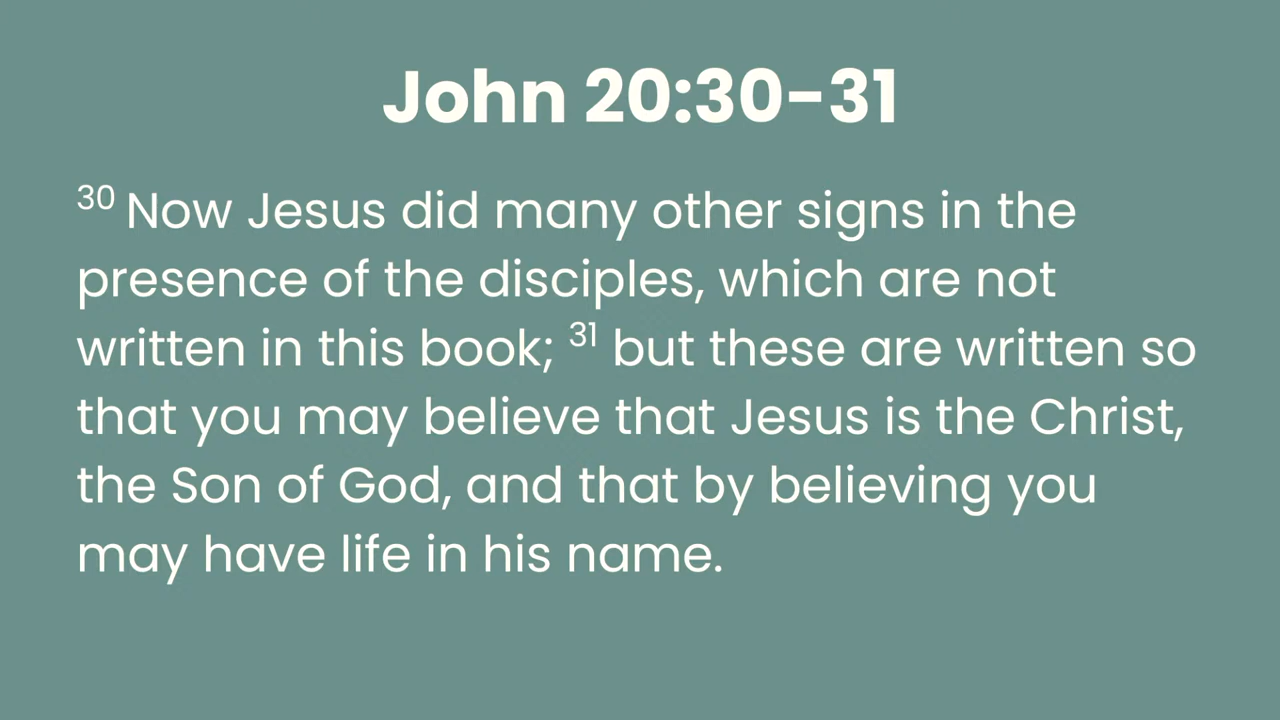 John 20:30-31
30 Now Jesus did many other signs in the
presence of the disciples, which are not
written in this book; 31 but these are written so
that you may believe that Jesus is the Christ,
the Son of God, and that by believing you
may have life in his name.